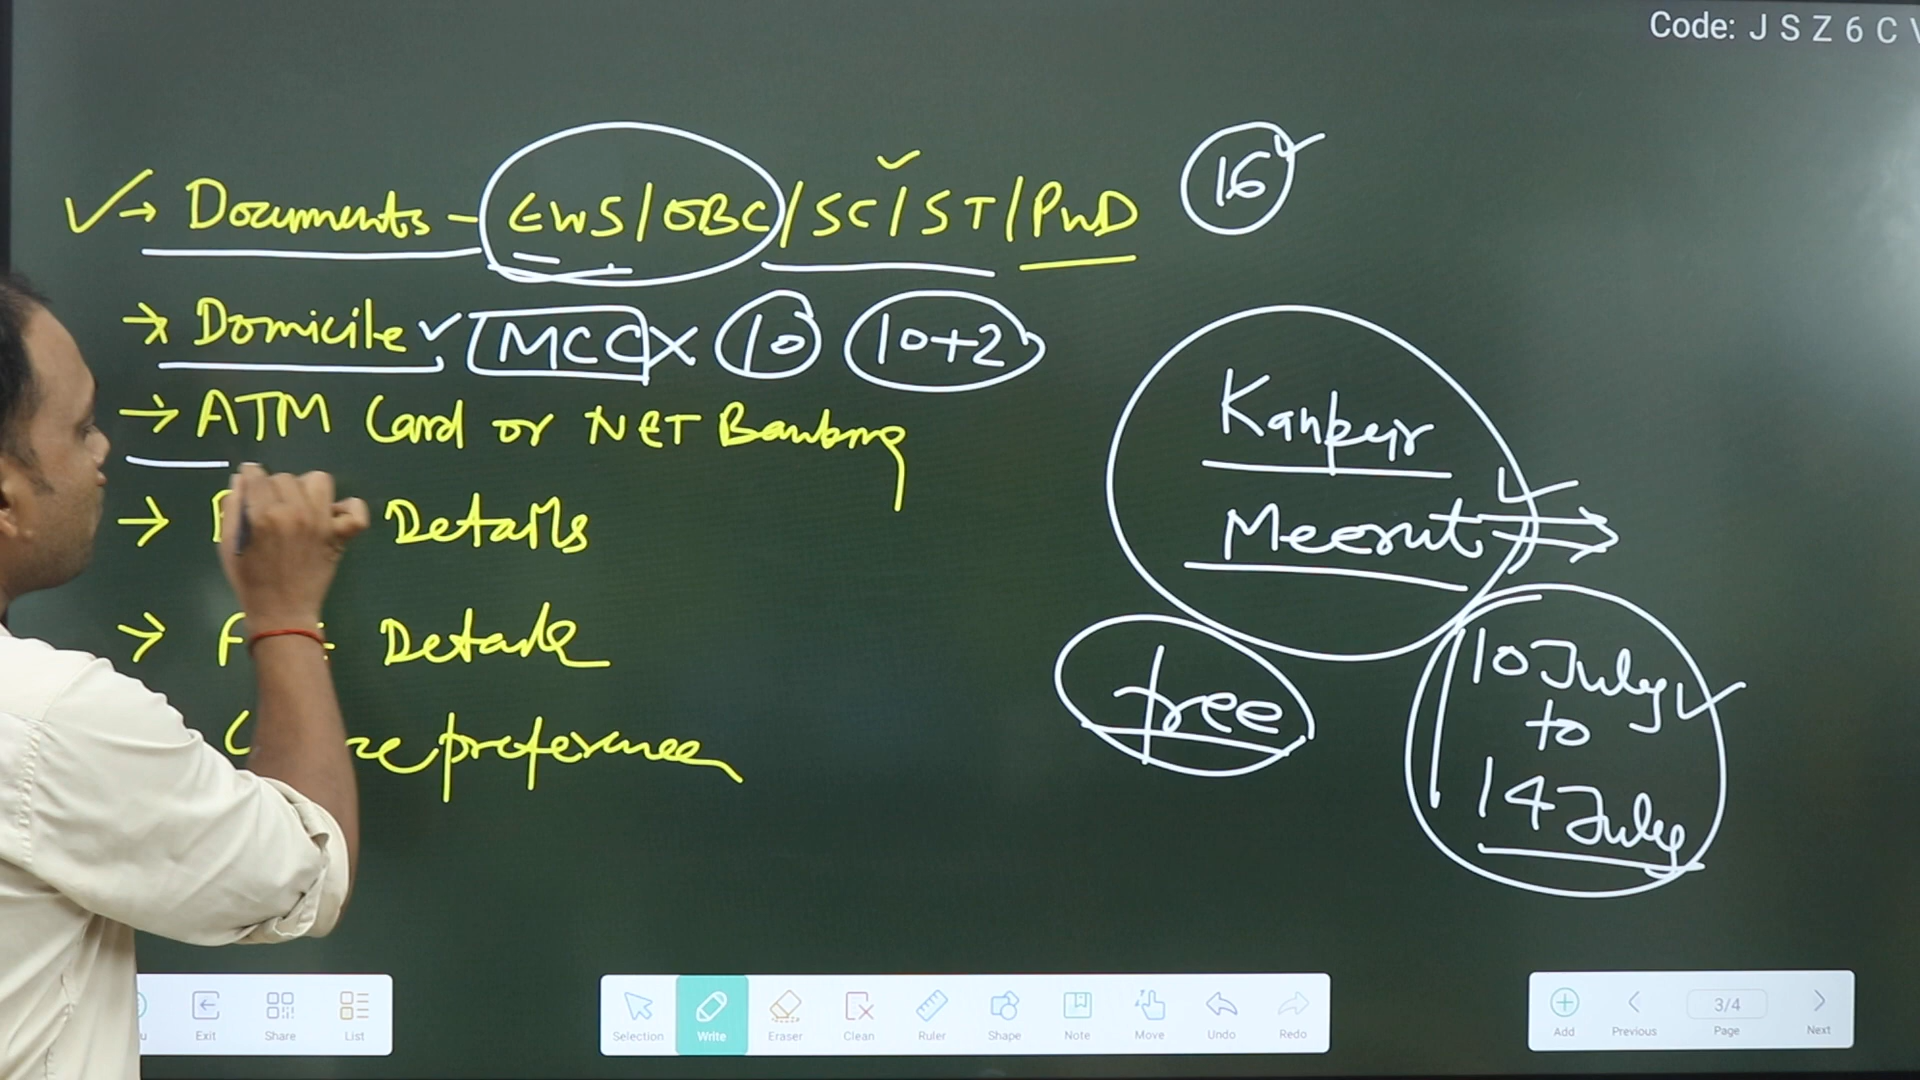 Code: J S Z 6 C
Documents - EWS/OBC/SC/ST/PWD
16
Domicile MCC 10 10+2
ATM Card or NET Banking
Details
Details
preference
Kanpur
Meerut
free
10 July
to
14 July
Exit Share List
Selection Write Eraser Clean Ruler Shape Note Move Undo Redo
Add Previous 3/4 Page Next